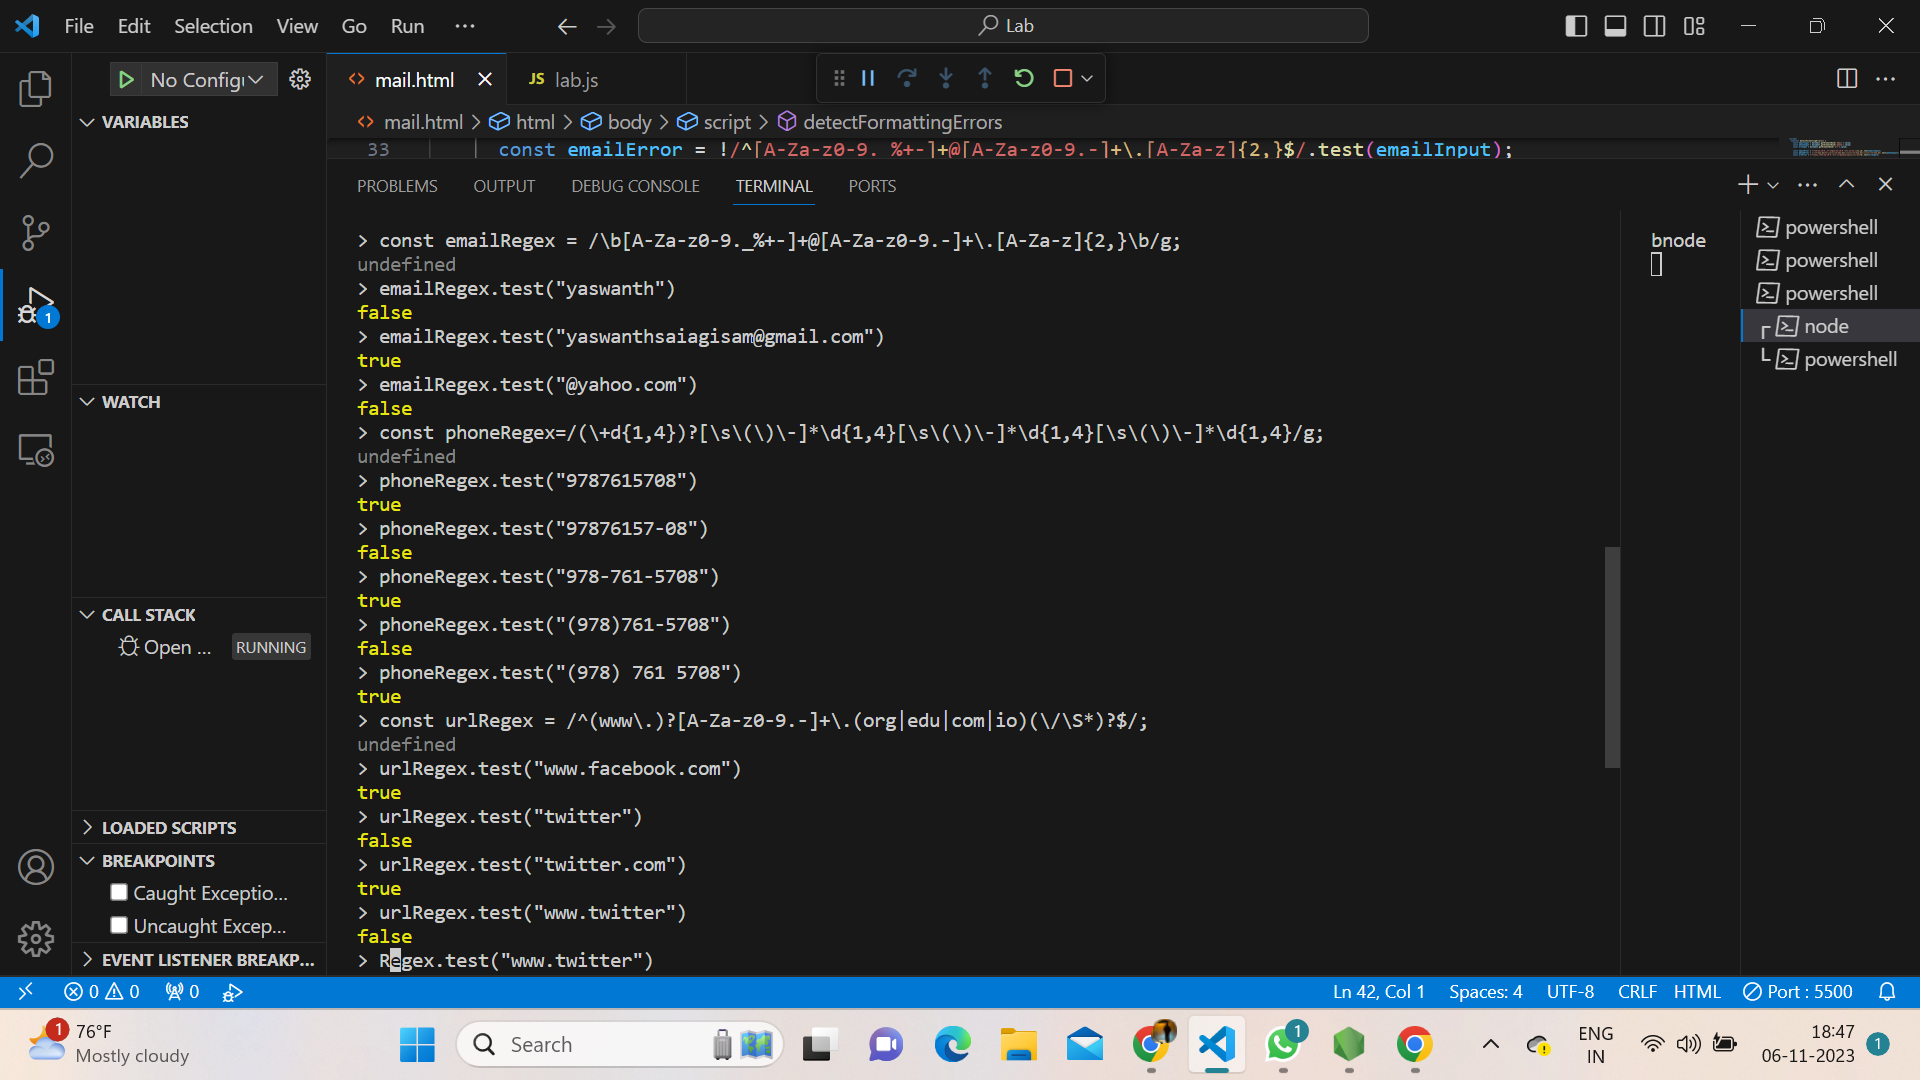 File Edit Selection View Go Run ···
Lab
No Config
mail.html
JS lab.js
mail.html > html > body > script > detectFormattingErrors
VARIABLES
WATCH
CALL STACK
Open ... RUNNING
LOADED SCRIPTS
BREAKPOINTS
Caught Exceptio...
Uncaught Excep...
EVENT LISTENER BREAKP...
33 const emailError = !/^[A-Za-z0-9._%+-]+@[A-Za-z0-9.-]+\.[A-Za-z]{2,}$/.test(emailInput);
PROBLEMS OUTPUT DEBUG CONSOLE TERMINAL PORTS
> const emailRegex = /\b[A-Za-z0-9._%+-]+@[A-Za-z0-9.-]+\.[A-Za-z]{2,}\b/g;
undefined
> emailRegex.test("yaswanth")
false
> emailRegex.test("yaswanthsaiagisam@gmail.com")
true
> emailRegex.test("@yahoo.com")
false
> const phoneRegex=/(\+d{1,4})?[\s\(\)\-]*\d{1,4}[\s\(\)\-]*\d{1,4}[\s\(\)\-]*\d{1,4}/g;
undefined
> phoneRegex.test("9787615708")
true
> phoneRegex.test("97876157-08")
false
> phoneRegex.test("978-761-5708")
true
> phoneRegex.test("(978)761-5708")
false
> phoneRegex.test("(978) 761 5708")
true
> const urlRegex = /^(www\.)?[A-Za-z0-9.-]+\.(org|edu|com|io)(\/\S*)?$/;
undefined
> urlRegex.test("www.facebook.com")
true
> urlRegex.test("twitter")
false
> urlRegex.test("twitter.com")
true
> urlRegex.test("www.twitter")
false
> Regex.test("www.twitter")
bnode
powershell
powershell
powershell
node
powershell
0 0 0
Ln 42, Col 1 Spaces: 4 UTF-8 CRLF HTML Port : 5500
1
76°F
Mostly cloudy
Search
1
ENG
IN
18:47
06-11-2023
1